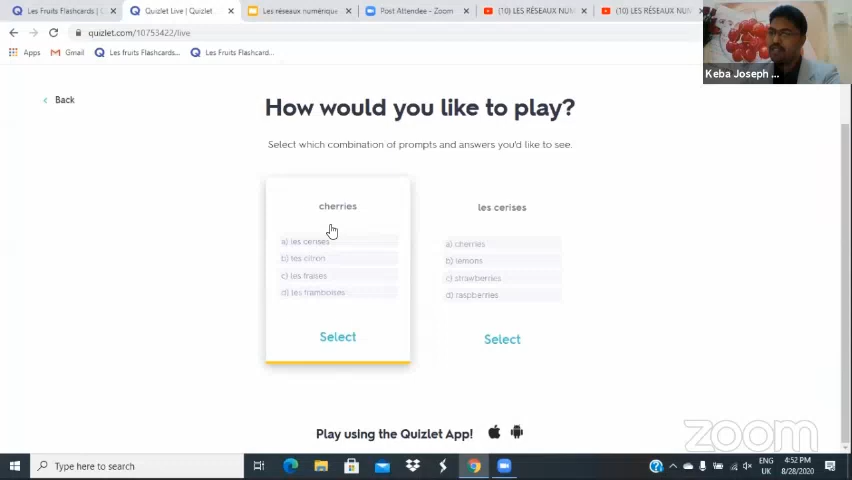 Les Fruits Flashcards |
Quizlet Live | Quizlet
Les réseaux numérique
Post Attendee - Zoom
(10) LES RÉSEAUX NUM
(10) LES RÉSEAUX NUM
quizlet.com/10753422/live
Apps
Gmail
Les fruits Flashcards...
Les Fruits Flashcard...
Keba Joseph ...
Back
How would you like to play?
Select which combination of prompts and answers you'd like to see.
cherries
a) les cerises
b) les citron
c) les fraises
d) les framboises
Select
les cerises
a) cherries
b) lemons
c) strawberries
d) raspberries
Select
Play using the Quizlet App!
zoom
Type here to search
ENG
UK
4:52 PM
8/28/2020